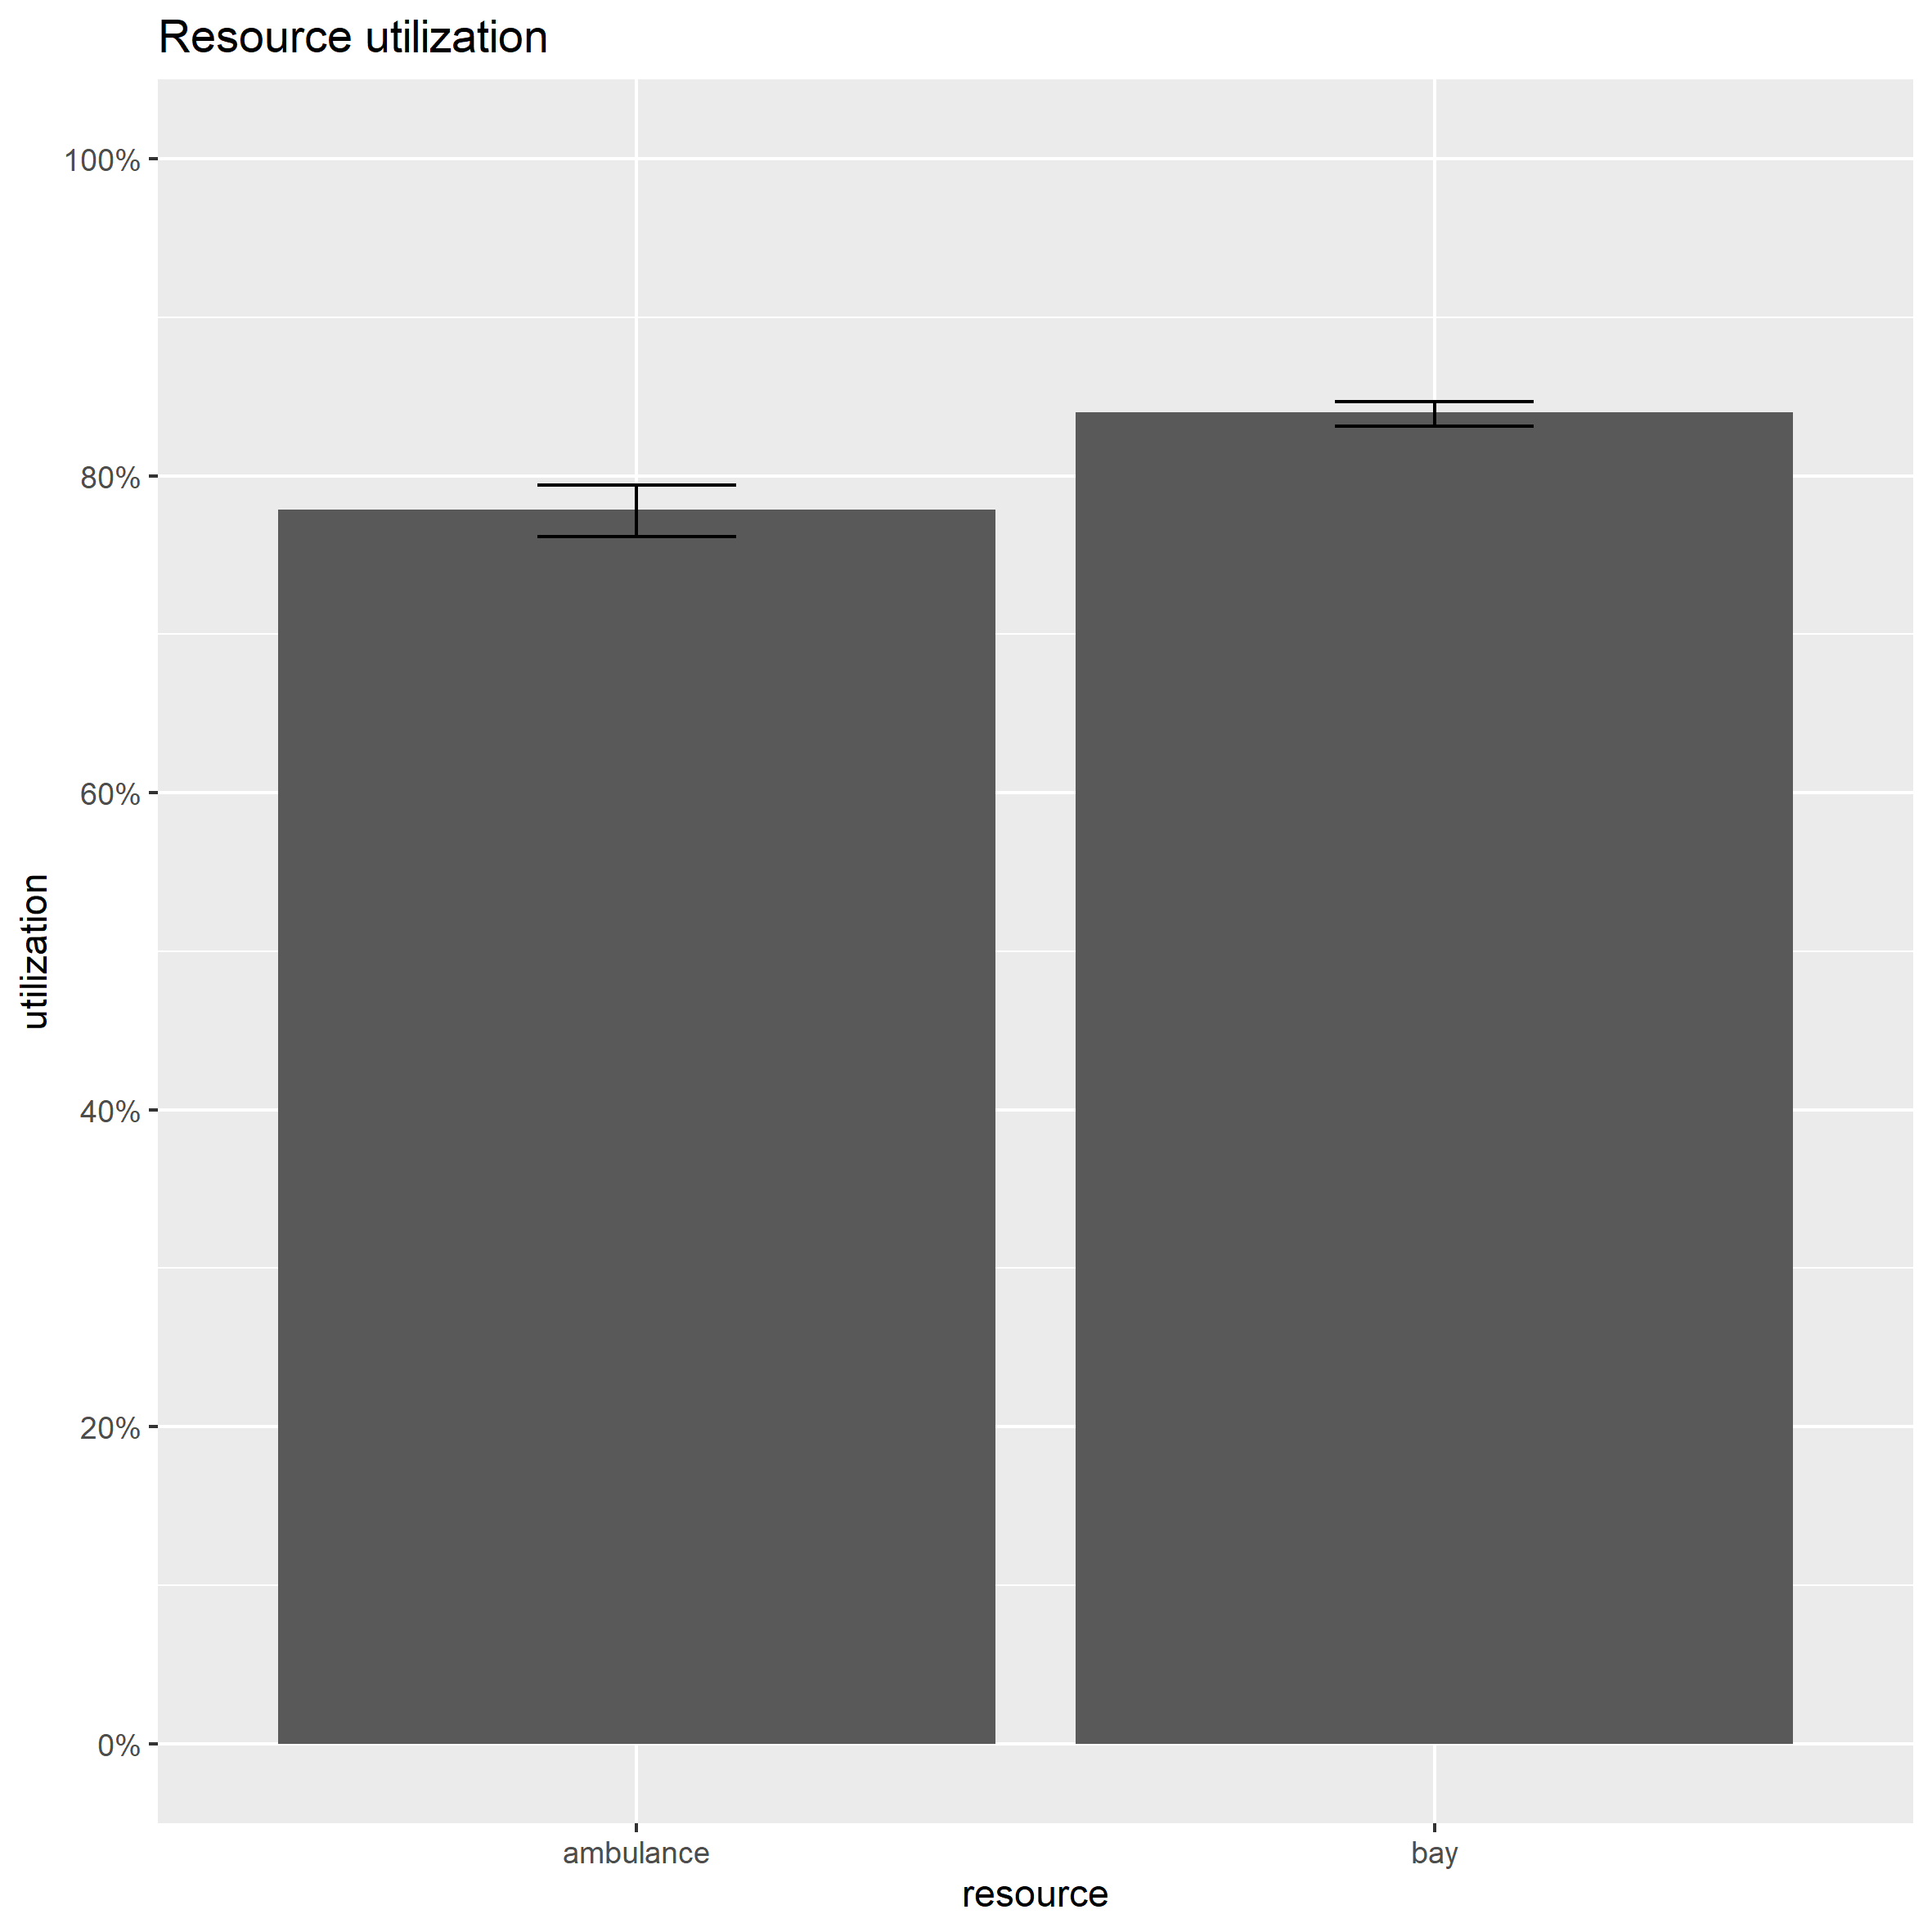 Resource utilization
100%
80%
60%
40%
20%
0%
utilization
ambulance
bay
resource